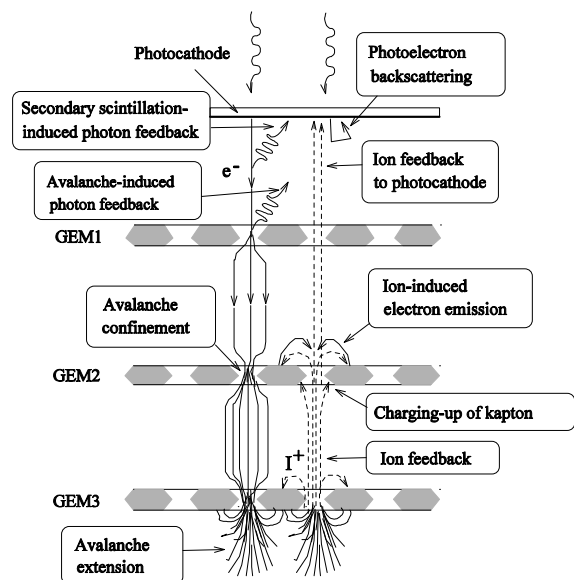 Photocathode
Photoelectron
backscattering
Secondary scintillation-
induced photon feedback
e⁻
Ion feedback
to photocathode
Avalanche-induced
photon feedback
GEM1
Avalanche
confinement
Ion-induced
electron emission
GEM2
Charging-up of kapton
I⁺
Ion feedback
GEM3
Avalanche
extension